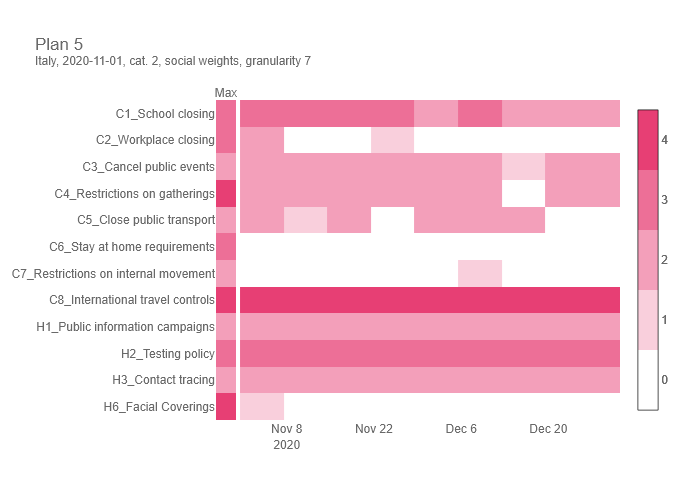 Plan 5
Italy, 2020-11-01, cat. 2, social weights, granularity 7
Max
C1_School closing
C2_Workplace closing
C3_Cancel public events
C4_Restrictions on gatherings
C5_Close public transport
C6_Stay at home requirements
C7_Restrictions on internal movement
C8_International travel controls
H1_Public information campaigns
H2_Testing policy
H3_Contact tracing
H6_Facial Coverings
Nov 8
2020
Nov 22
Dec 6
Dec 20
4
3
2
1
0